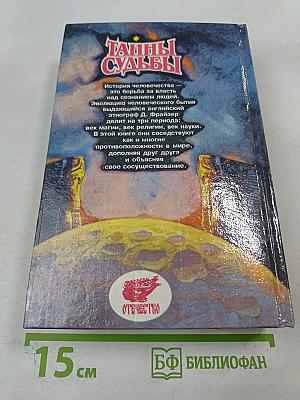 ТАЙНЫ
СУДЬБЫ
История человечества —
это борьба за власть
над сознанием людей.
Эволюцию человеческого бытия
выдающийся английский
этнограф Д. Фрайзер
делит на три периода:
век магии, век религии, век науки.
В этой книге они соседствуют
как и многие
противоположности в мире,
дополняя друг друга
и объясняя
свое сосуществование.
ОТЕЧЕСТВО
15 см
БФ БИБЛИОФАН